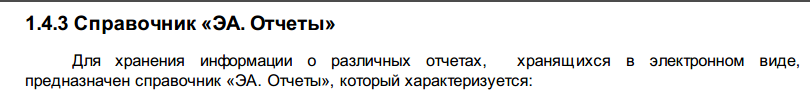 1.4.3 Справочник «ЭА. Отчеты»
Для хранения информации о различных отчетах, хранящихся в электронном виде,
предназначен справочник «ЭА. Отчеты», который характеризуется: